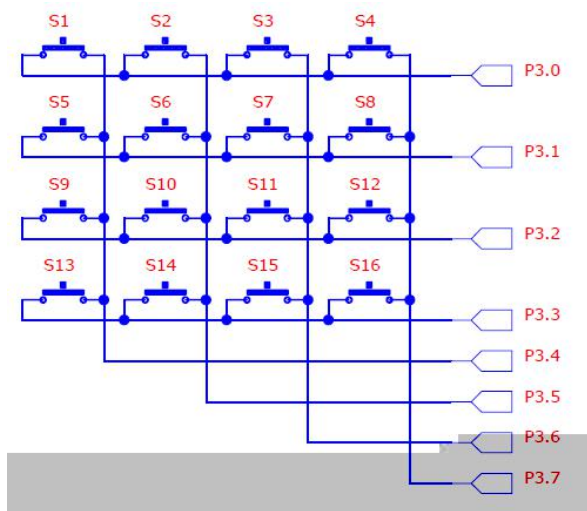 S1 S2 S3 S4
P3.0
S5 S6 S7 S8
P3.1
S9 S10 S11 S12
P3.2
S13 S14 S15 S16
P3.3
P3.4
P3.5
P3.6
P3.7